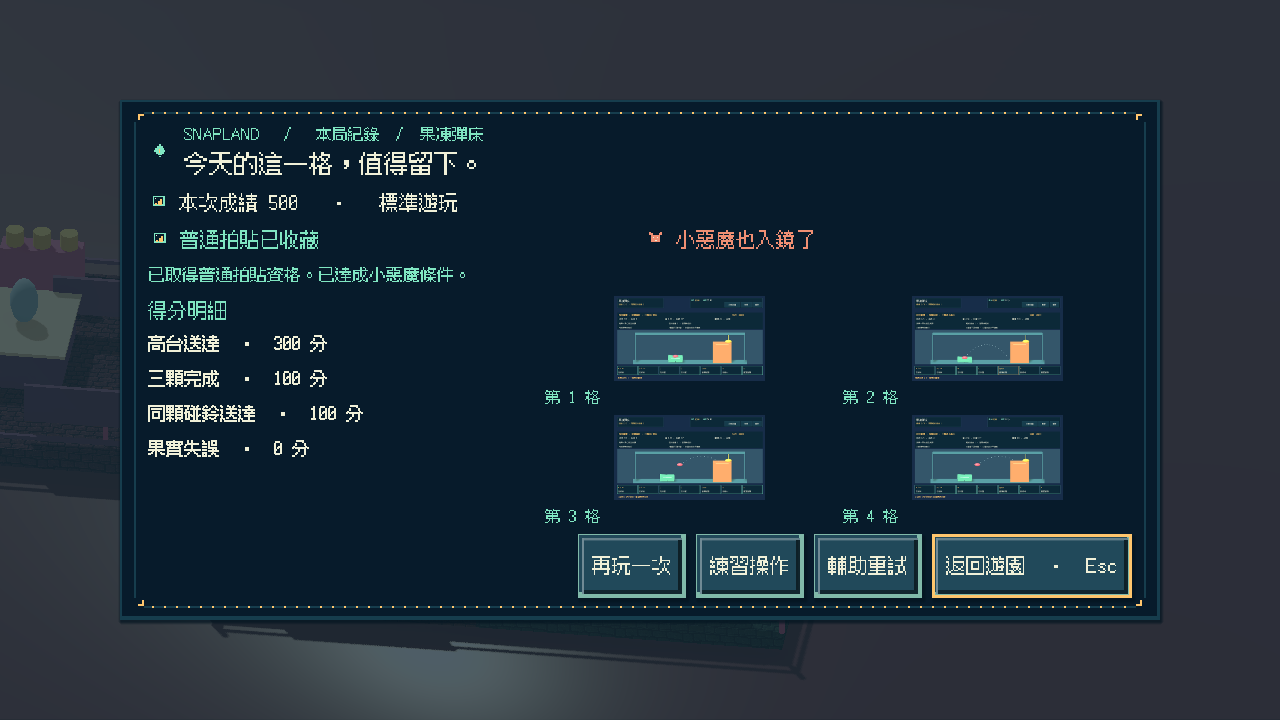 SNAPLAND / 本局紀錄 / 果凍彈床
今天的這一格，值得留下。
本次成績 500 · 標準遊玩
普通拍貼已收藏
小惡魔也入鏡了
已取得普通拍貼資格。已達成小惡魔條件。
得分明細
高台送達 · 300 分
三顆完成 · 100 分
同顆碰鈴送達 · 100 分
果實失誤 · 0 分
第 1 格
第 2 格
第 3 格
第 4 格
再玩一次
練習操作
輔助重試
返回遊園 · Esc